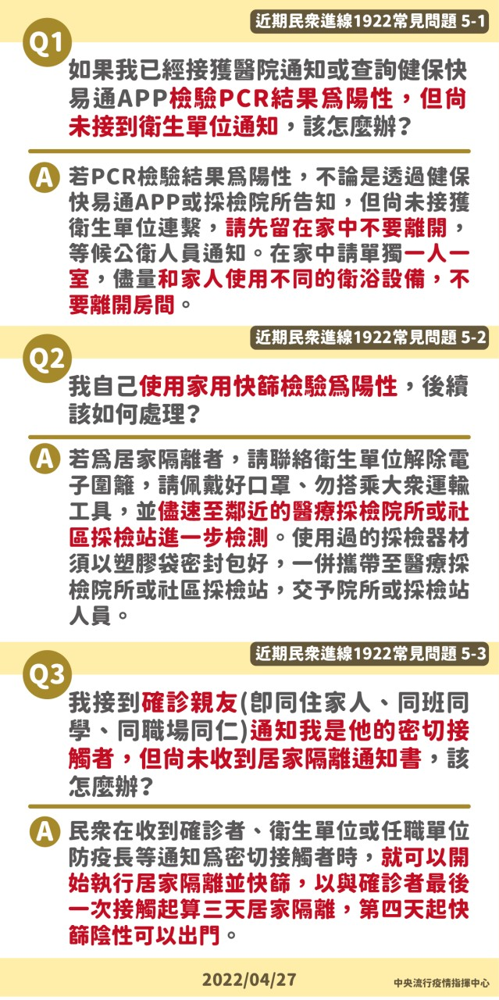 近期民眾進線1922常見問題 5-1
Q1
如果我已經接獲醫院通知或查詢健保快
易通APP檢驗PCR結果為陽性，但尚
未接到衛生單位通知，該怎麼辦？
A 若PCR檢驗結果為陽性，不論是透過健保
快易通APP或採檢院所告知，但尚未接獲
衛生單位連繫，請先留在家中不要離開，
等候公衛人員通知。在家中請單獨一人一
室，儘量和家人使用不同的衛浴設備，不
要離開房間。
近期民眾進線1922常見問題 5-2
Q2
我自己使用家用快篩檢驗為陽性，後續
該如何處理？
A 若為居家隔離者，請聯絡衛生單位解除電
子圍籬，請佩戴好口罩、勿搭乘大眾運輸
工具，並儘速至鄰近的醫療採檢院所或社
區採檢站進一步檢測。使用過的採檢器材
須以塑膠袋密封包好，一併攜帶至醫療採
檢院所或社區採檢站，交予院所或採檢站
人員。
近期民眾進線1922常見問題 5-3
Q3
我接到確診親友(即同住家人、同班同
學、同職場同仁)通知我是他的密切接
觸者，但尚未收到居家隔離通知書，該
怎麼辦？
A 民眾在收到確診者、衛生單位或任職單位
防疫長等通知為密切接觸者時，就可以開
始執行居家隔離並快篩，以與確診者最後
一次接觸起算三天居家隔離，第四天起快
篩陰性可以出門。
2022/04/27
中央流行疫情指揮中心